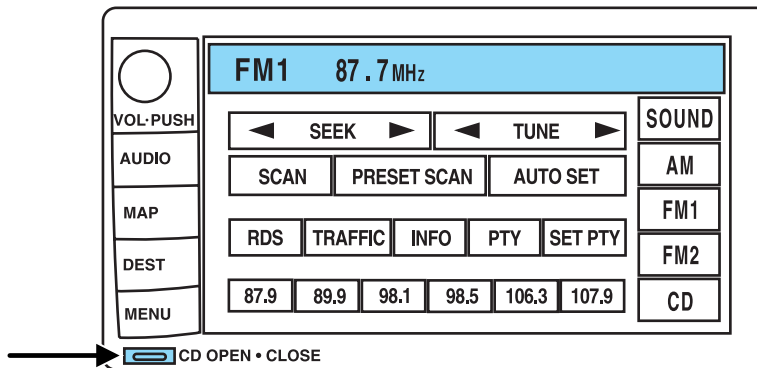 FM1 87.7MHz
VOL·PUSH
AUDIO
MAP
DEST
MENU
◄ SEEK ► ◄ TUNE ►
SCAN PRESET SCAN AUTO SET
RDS TRAFFIC INFO PTY SET PTY
87.9 89.9 98.1 98.5 106.3 107.9
SOUND
AM
FM1
FM2
CD
CD OPEN • CLOSE